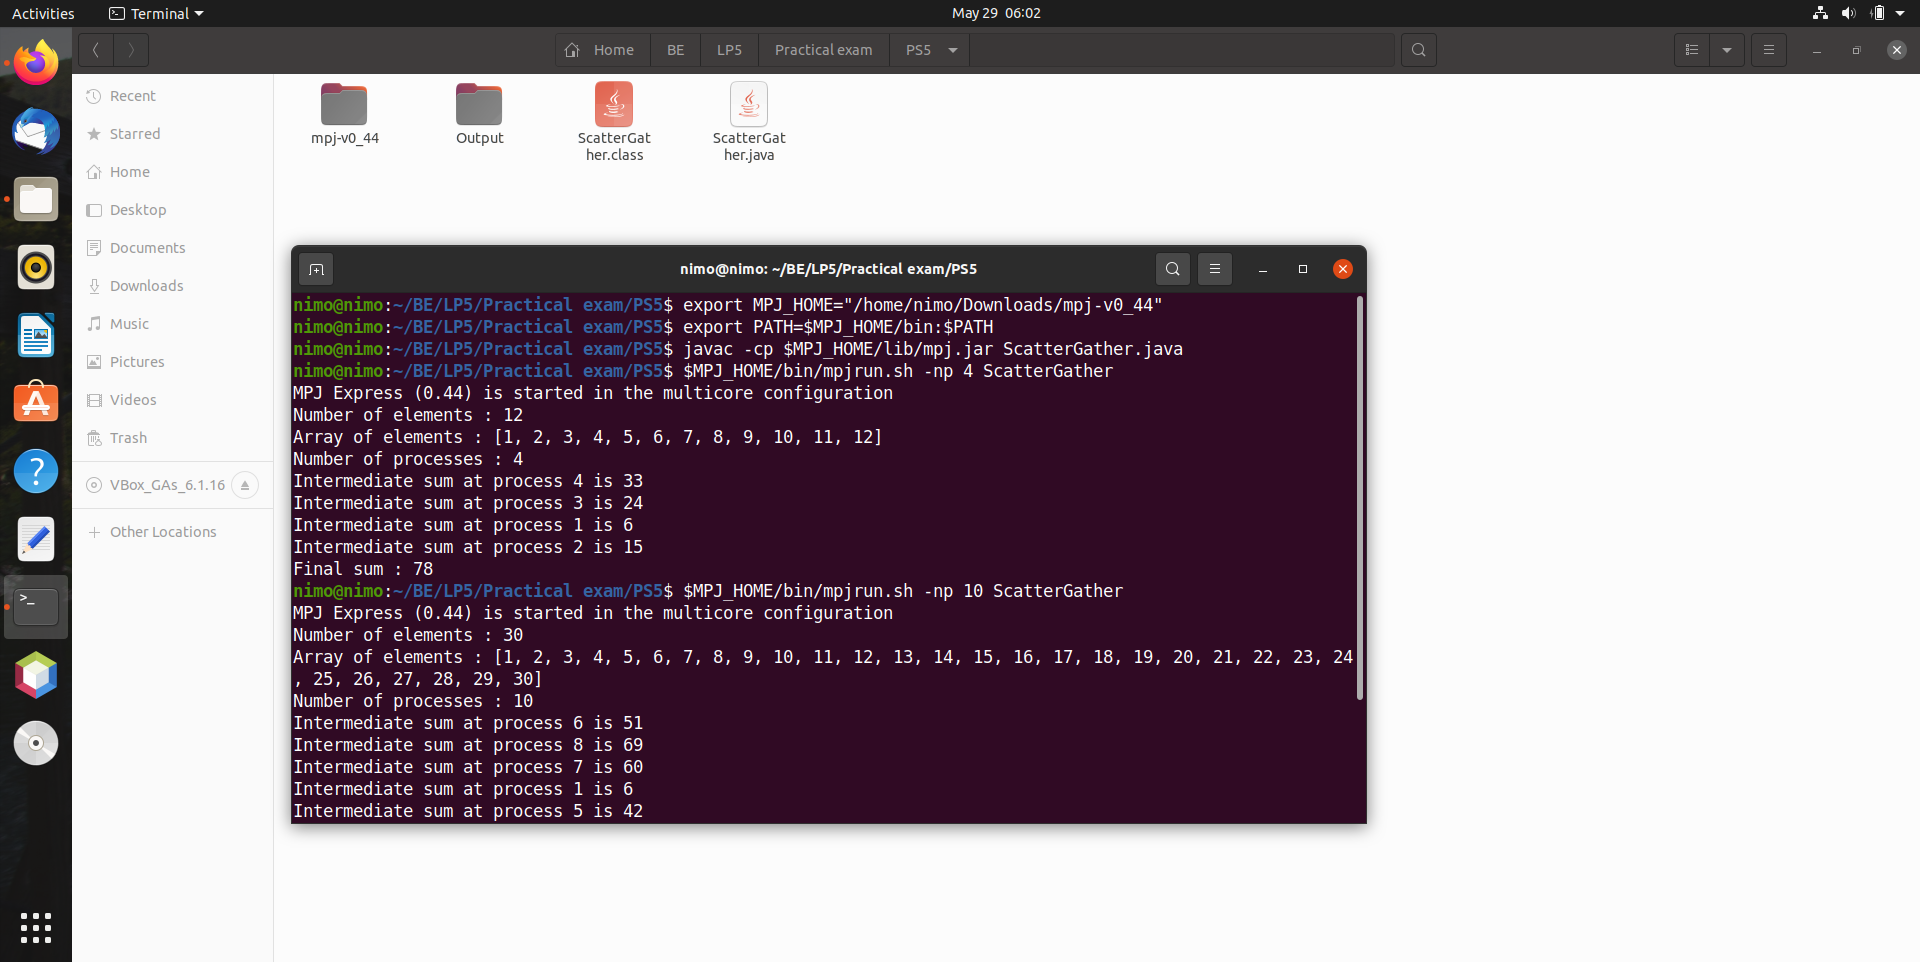 Activities
Terminal
May 29 06:02
Home
BE
LP5
Practical exam
PS5
Recent
Starred
Home
Desktop
Documents
Downloads
Music
Pictures
Videos
Trash
VBox_GAs_6.1.16
Other Locations
mpj-v0_44
Output
ScatterGat
her.class
ScatterGat
her.java
nimo@nimo: ~/BE/LP5/Practical exam/PS5
nimo@nimo:~/BE/LP5/Practical exam/PS5$ export MPJ_HOME="/home/nimo/Downloads/mpj-v0_44"
nimo@nimo:~/BE/LP5/Practical exam/PS5$ export PATH=$MPJ_HOME/bin:$PATH
nimo@nimo:~/BE/LP5/Practical exam/PS5$ javac -cp $MPJ_HOME/lib/mpj.jar ScatterGather.java
nimo@nimo:~/BE/LP5/Practical exam/PS5$ $MPJ_HOME/bin/mpjrun.sh -np 4 ScatterGather
MPJ Express (0.44) is started in the multicore configuration
Number of elements : 12
Array of elements : [1, 2, 3, 4, 5, 6, 7, 8, 9, 10, 11, 12]
Number of processes : 4
Intermediate sum at process 4 is 33
Intermediate sum at process 3 is 24
Intermediate sum at process 1 is 6
Intermediate sum at process 2 is 15
Final sum : 78
nimo@nimo:~/BE/LP5/Practical exam/PS5$ $MPJ_HOME/bin/mpjrun.sh -np 10 ScatterGather
MPJ Express (0.44) is started in the multicore configuration
Number of elements : 30
Array of elements : [1, 2, 3, 4, 5, 6, 7, 8, 9, 10, 11, 12, 13, 14, 15, 16, 17, 18, 19, 20, 21, 22, 23, 24
, 25, 26, 27, 28, 29, 30]
Number of processes : 10
Intermediate sum at process 6 is 51
Intermediate sum at process 8 is 69
Intermediate sum at process 7 is 60
Intermediate sum at process 1 is 6
Intermediate sum at process 5 is 42